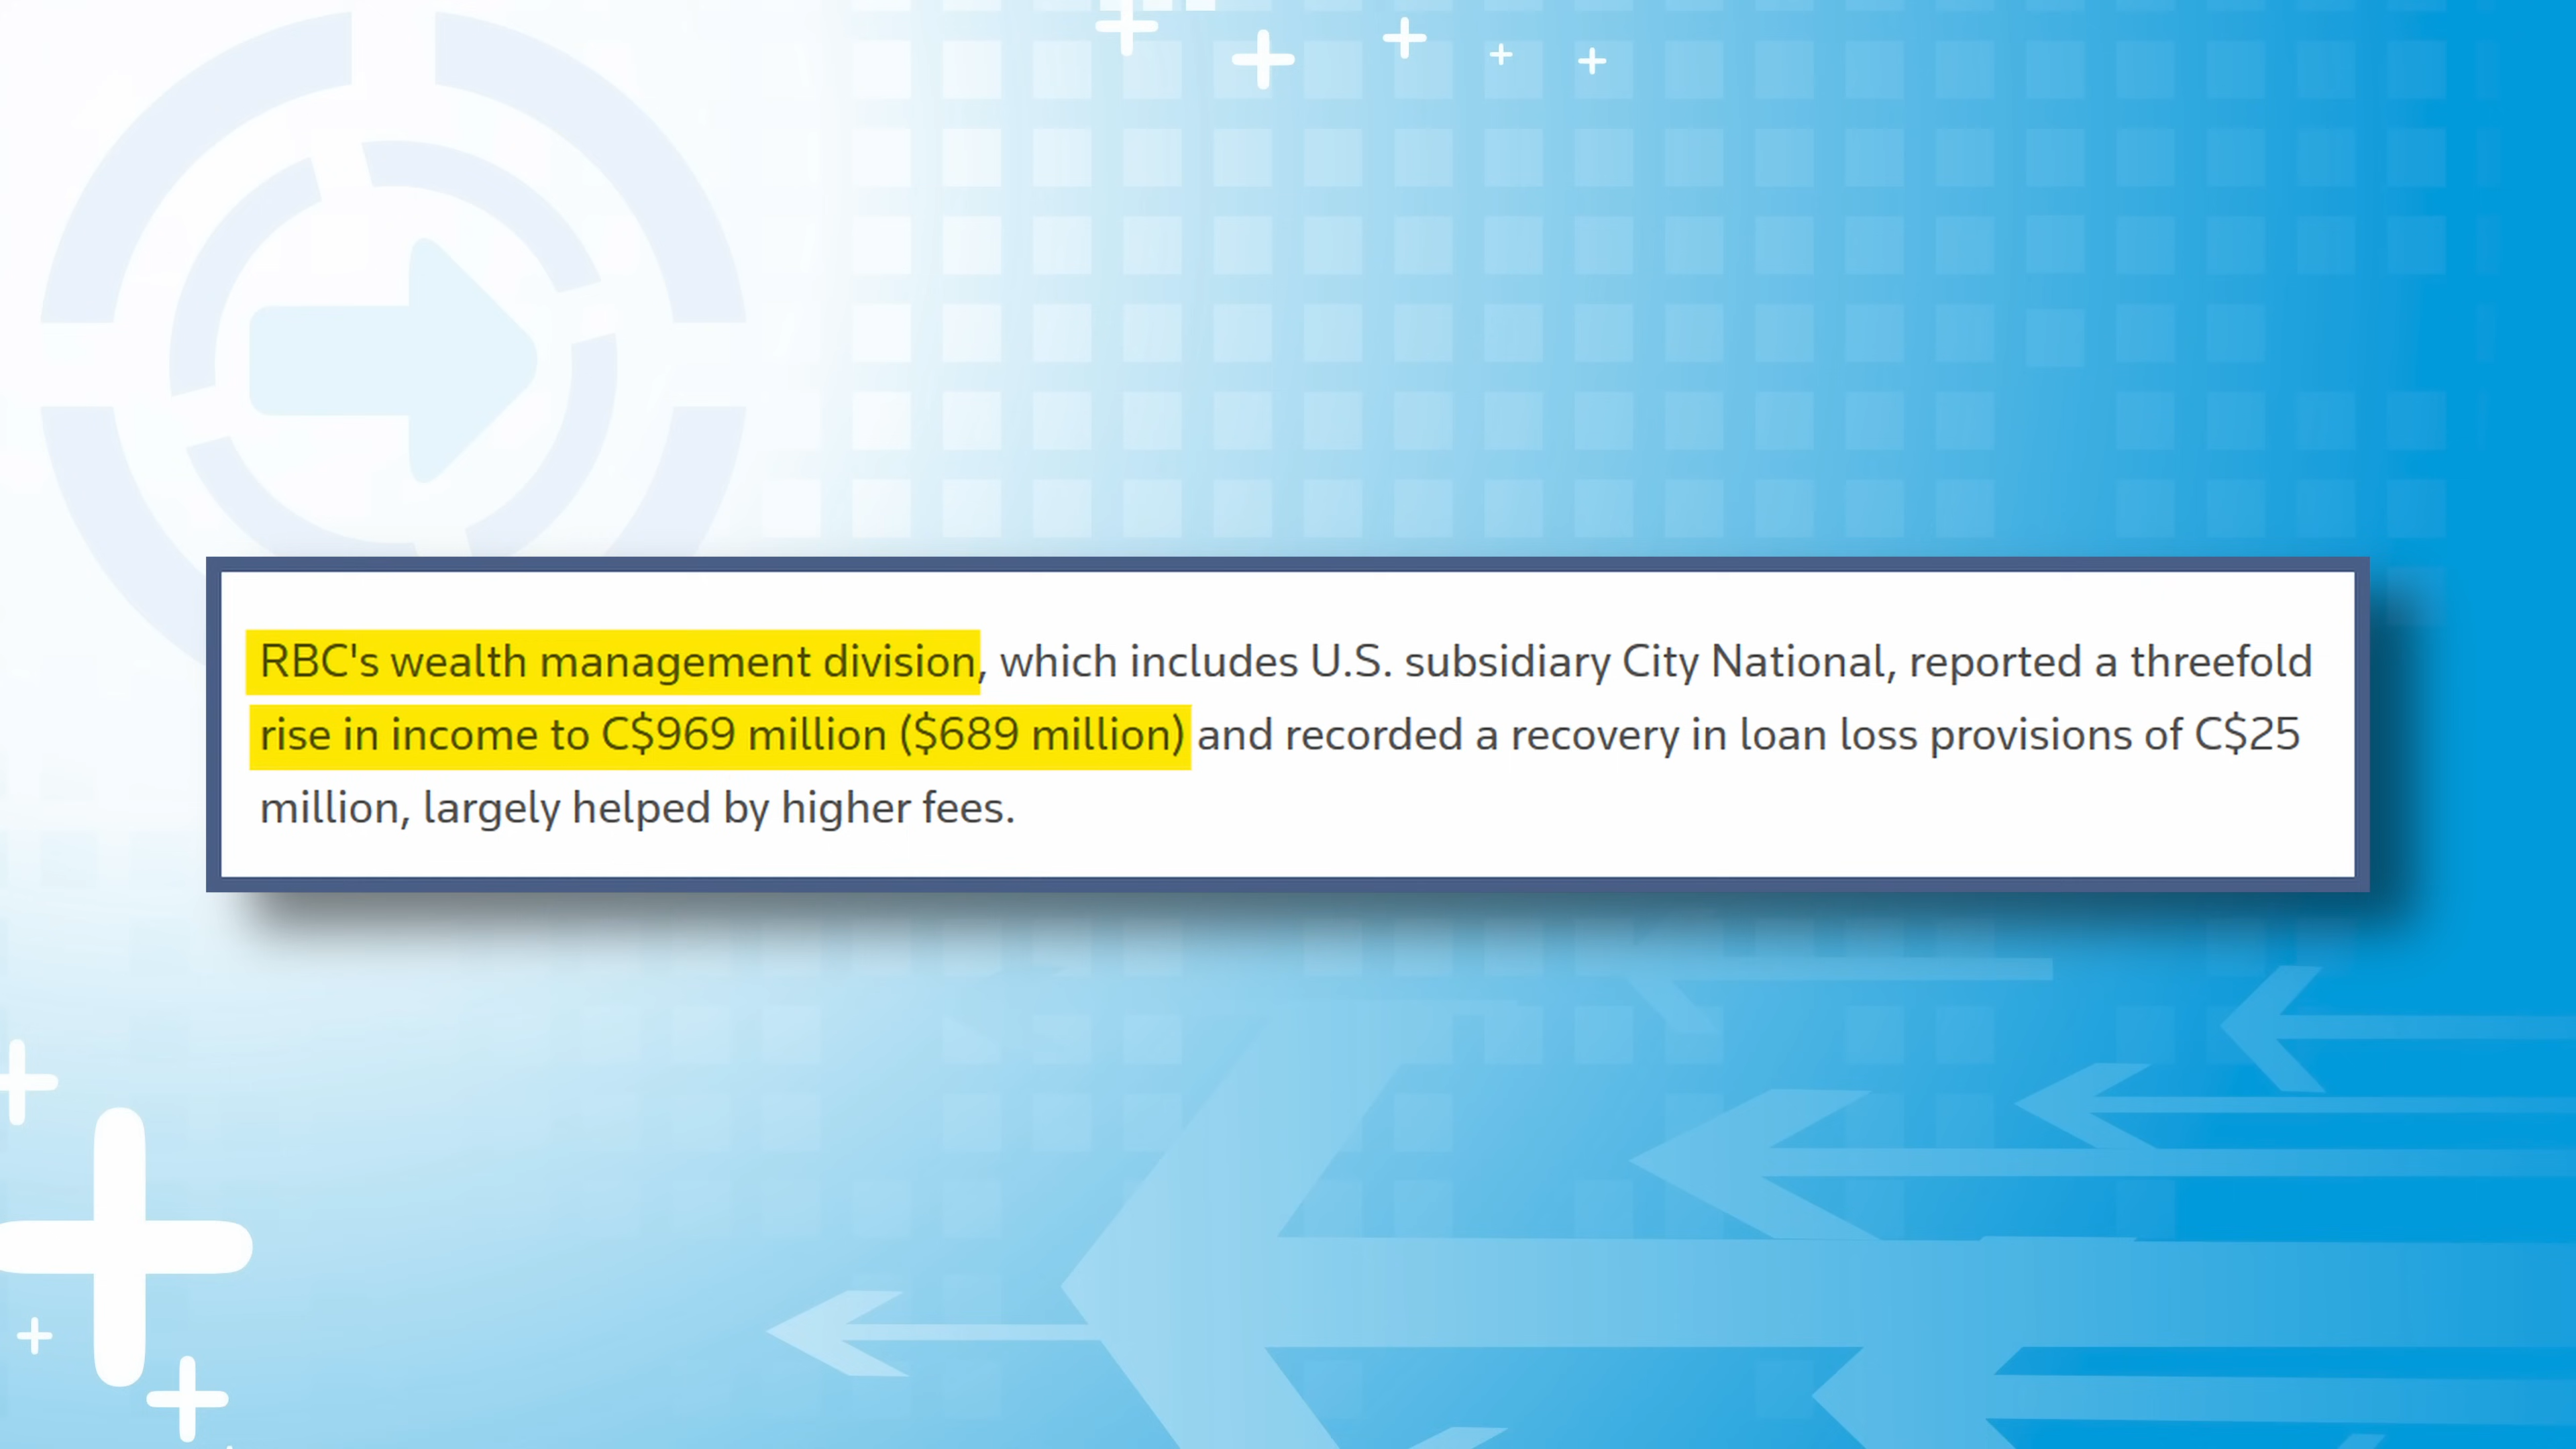 RBC's wealth management division, which includes U.S. subsidiary City National, reported a threefold
rise in income to C$969 million ($689 million) and recorded a recovery in loan loss provisions of C$25
million, largely helped by higher fees.